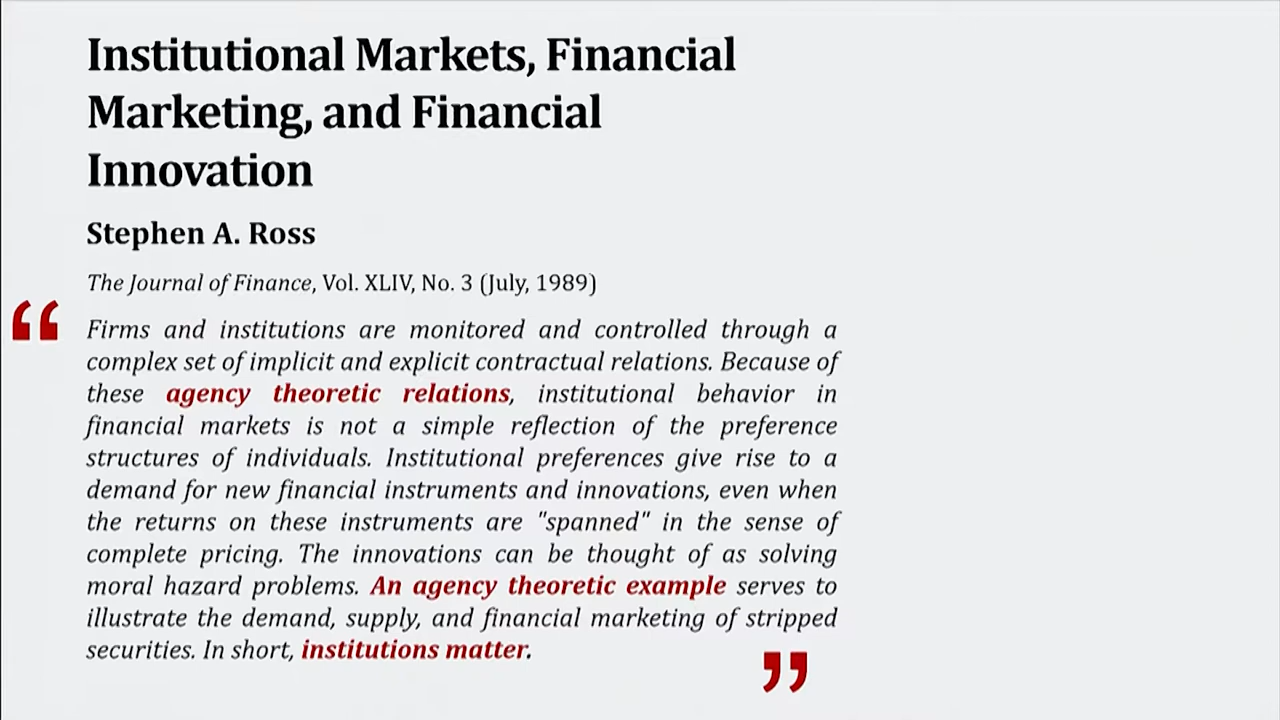 Institutional Markets, Financial
Marketing, and Financial
Innovation
Stephen A. Ross
The Journal of Finance, Vol. XLIV, No. 3 (July, 1989)
“
Firms and institutions are monitored and controlled through a
complex set of implicit and explicit contractual relations. Because of
these agency theoretic relations, institutional behavior in
financial markets is not a simple reflection of the preference
structures of individuals. Institutional preferences give rise to a
demand for new financial instruments and innovations, even when
the returns on these instruments are "spanned" in the sense of
complete pricing. The innovations can be thought of as solving
moral hazard problems. An agency theoretic example serves to
illustrate the demand, supply, and financial marketing of stripped
securities. In short, institutions matter.
”